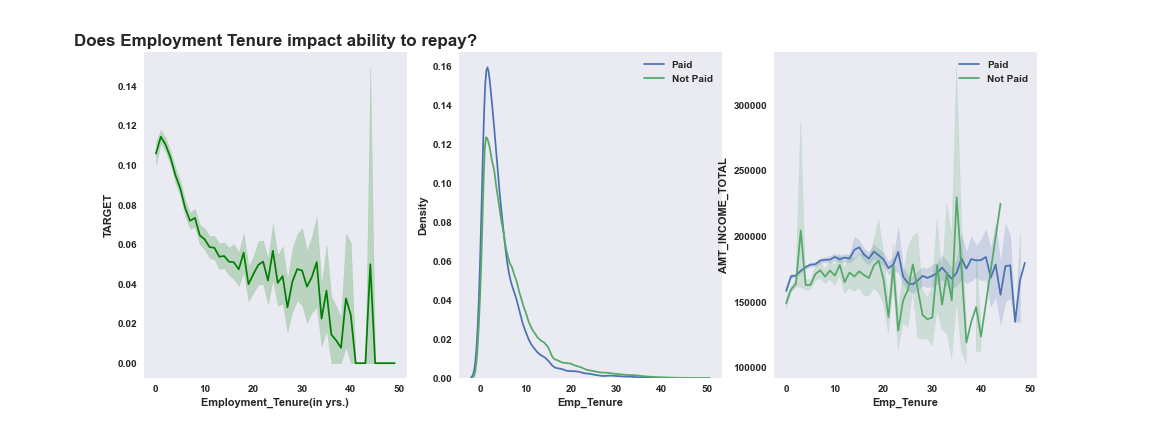 Does Employment Tenure impact ability to repay?
TARGET
0.14
0.12
0.10
0.08
0.06
0.04
0.02
0.00
0 10 20 30 40 50
Employment_Tenure(in yrs.)
Density
0.16
0.14
0.12
0.10
0.08
0.06
0.04
0.02
0.00
Paid
Not Paid
0 10 20 30 40 50
Emp_Tenure
AMT_INCOME_TOTAL
300000
250000
200000
150000
100000
Paid
Not Paid
0 10 20 30 40 50
Emp_Tenure